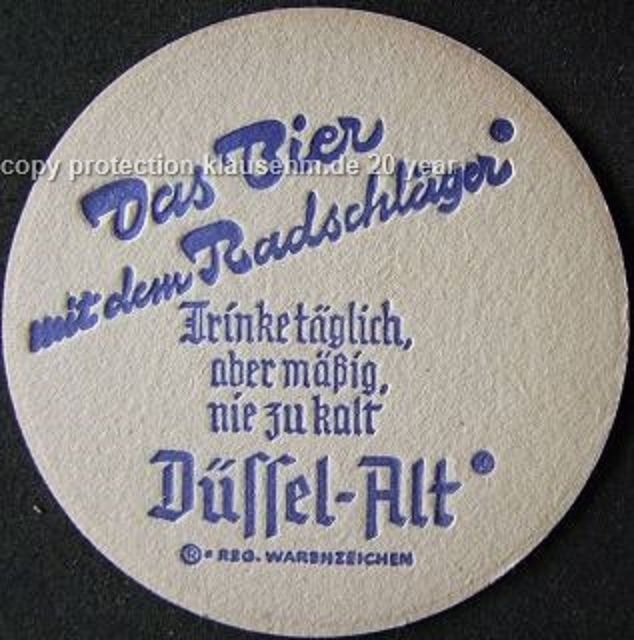 Das Bier
copy protection klausehm.de 20 year
mit dem Radschläger
Trinke täglich,
aber mäßig,
nie zu kalt
Düssel-Alt
® = REG. WARENZEICHEN